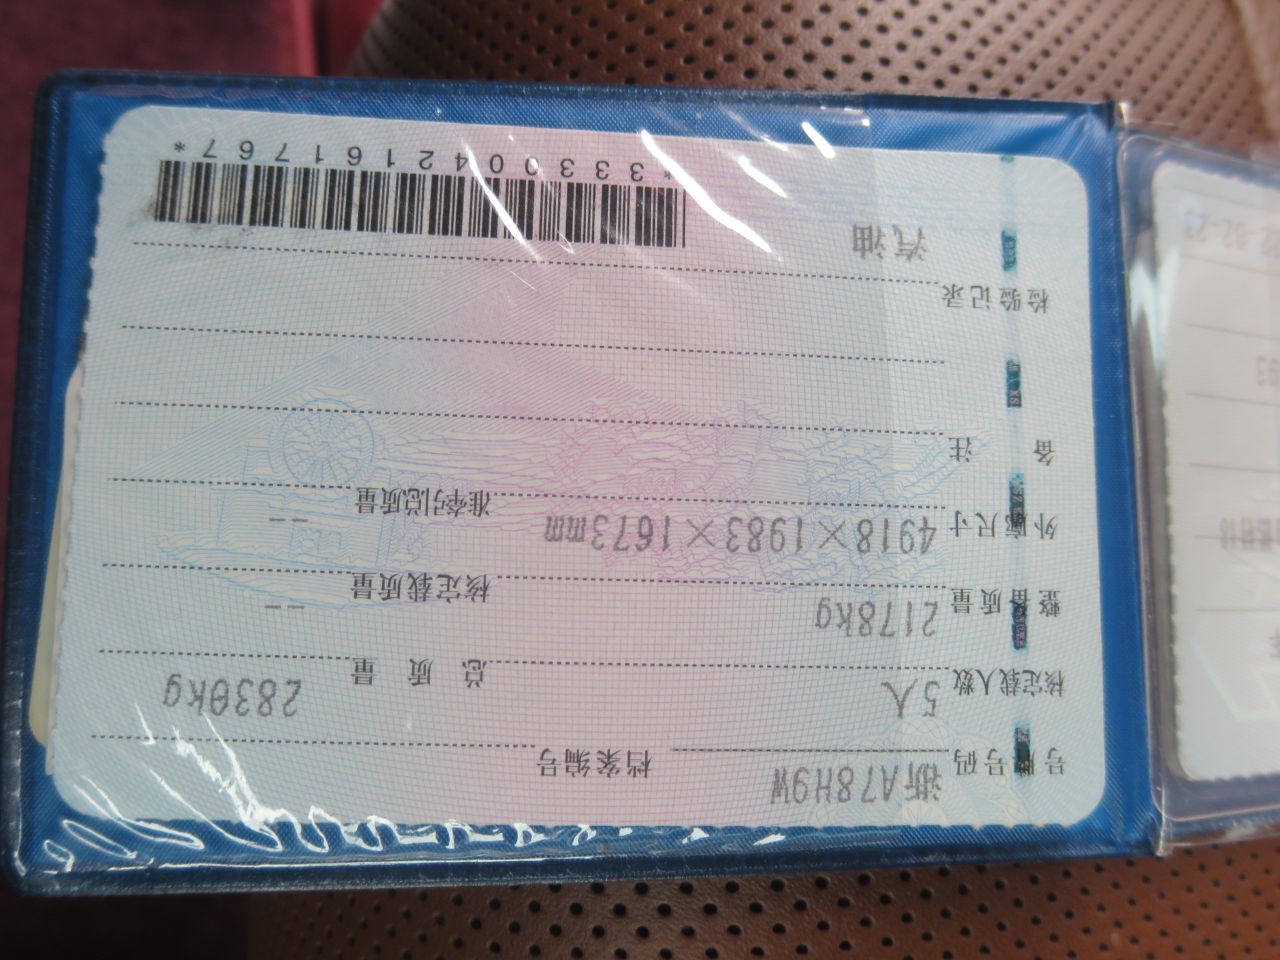 号牌号码 浙A78H9W 档案编号
核定载人数 5人 总质量 2830kg
整备质量 2178kg 核定载质量 --
外廓尺寸 4918×1983×1673mm 准牵引总质量 --
备注
检验记录
汽油
*3330042161767*